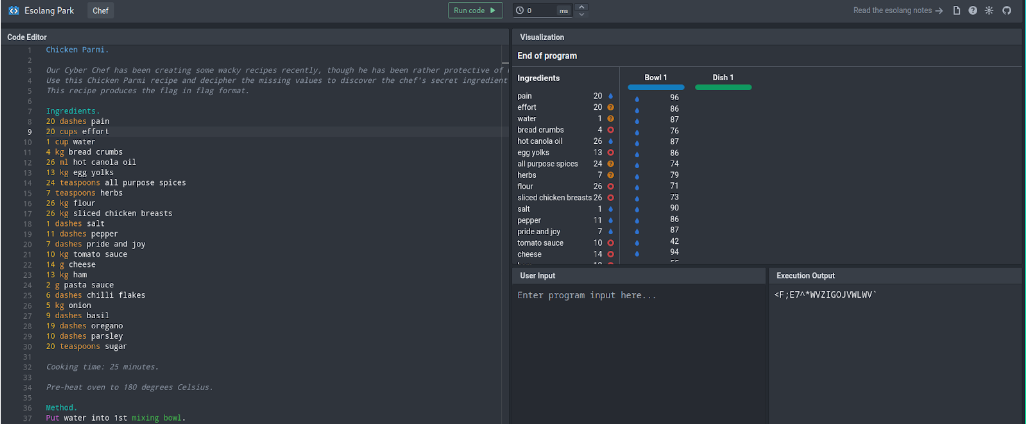 Esolang Park
Chef
Run code
0
ms
Read the esolang notes
Code Editor
1 Chicken Parmi.
2
3 Our Cyber Chef has been creating some wacky recipes recently, though he has been rather protective of
4 Use this Chicken Parmi recipe and decipher the missing values to discover the chef's secret ingredient
5 This recipe produces the flag in flag format.
6
7 Ingredients.
8 20 dashes pain
9 20 cups effort
10 1 cup water
11 4 kg bread crumbs
12 26 ml hot canola oil
13 13 kg egg yolks
14 24 teaspoons all purpose spices
15 7 teaspoons herbs
16 26 kg flour
17 26 kg sliced chicken breasts
18 1 dashes salt
19 11 dashes pepper
20 7 dashes pride and joy
21 10 kg tomato sauce
22 14 g cheese
23 13 kg ham
24 2 g pasta sauce
25 6 dashes chilli flakes
26 5 kg onion
27 9 dashes basil
28 19 dashes oregano
29 10 dashes parsley
30 20 teaspoons sugar
31
32 Cooking time: 25 minutes.
33
34 Pre-heat oven to 180 degrees Celsius.
35
36 Method.
37 Put water into 1st mixing bowl.
Visualization
End of program
Ingredients
pain 20
effort 20
water 1
bread crumbs 4
hot canola oil 26
egg yolks 13
all purpose spices 24
herbs 7
flour 26
sliced chicken breasts 26
salt 1
pepper 11
pride and joy 7
tomato sauce 10
cheese 14
Bowl 1
96
86
87
76
87
86
74
79
71
73
90
86
87
42
94
Dish 1
User Input
Enter program input here...
Execution Output
<F;E7^*WVZIGOJVWLWV`